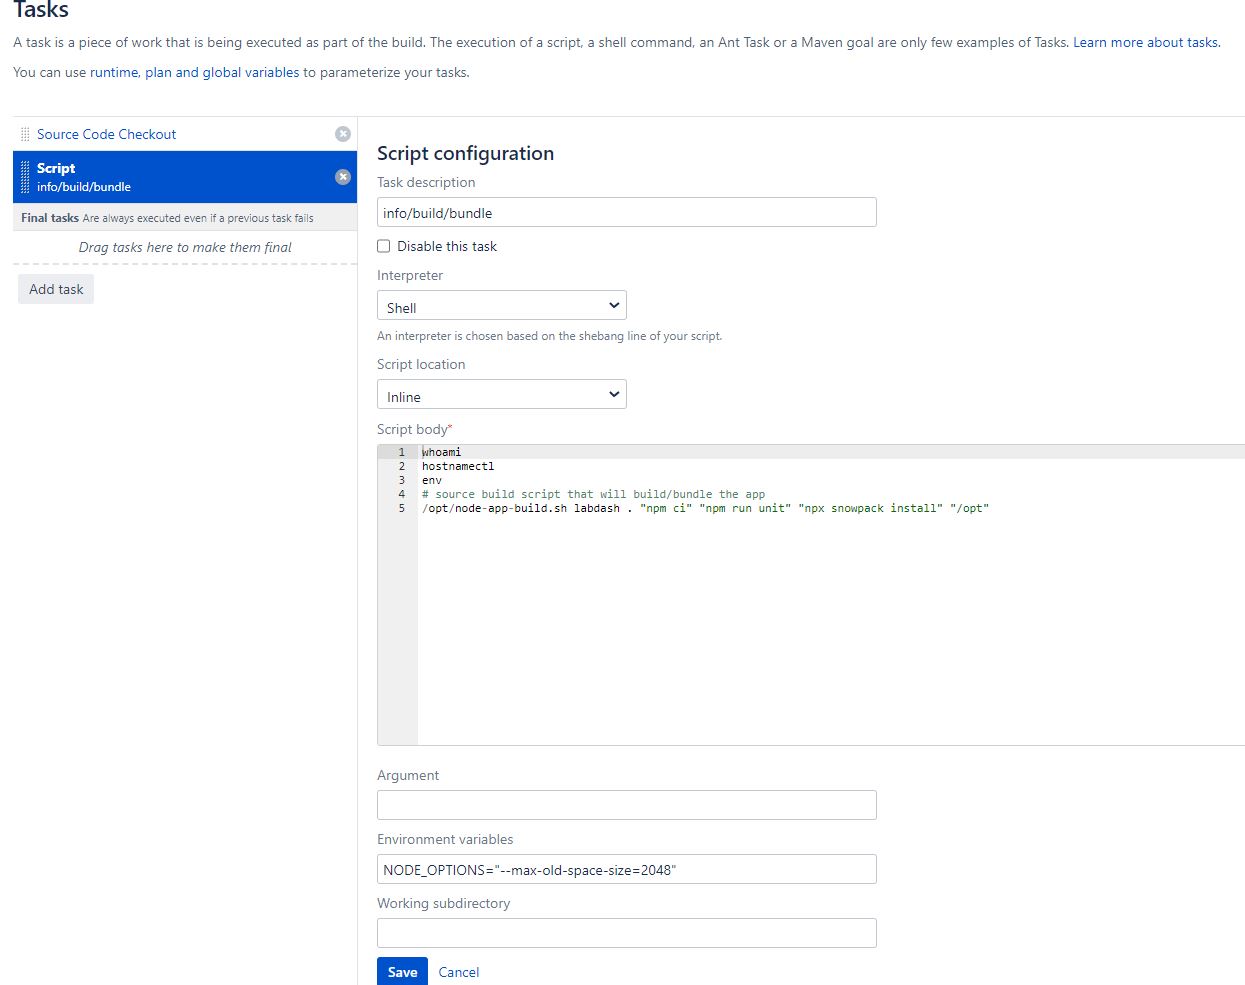 Tasks
A task is a piece of work that is being executed as part of the build. The execution of a script, a shell command, an Ant Task or a Maven goal are only few examples of Tasks. Learn more about tasks.
You can use runtime, plan and global variables to parameterize your tasks.
Source Code Checkout
Script
info/build/bundle
Final tasks Are always executed even if a previous task fails
Drag tasks here to make them final
Add task
Script configuration
Task description
info/build/bundle
Disable this task
Interpreter
Shell
An interpreter is chosen based on the shebang line of your script.
Script location
Inline
Script body*
1 whoami
2 hostnamectl
3 env
4 # source build script that will build/bundle the app
5 /opt/node-app-build.sh labdash . "npm ci" "npm run unit" "npx snowpack install" "/opt"
Argument
Environment variables
NODE_OPTIONS="--max-old-space-size=2048"
Working subdirectory
Save Cancel